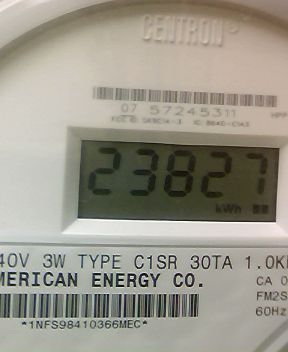 CENTRON
07 57245311
23827
kWh
40V 3W TYPE C1SR 30TA 1.0K
MERICAN ENERGY CO.
CA 0
FM2S
60Hz
*1NFS98410366MEC*